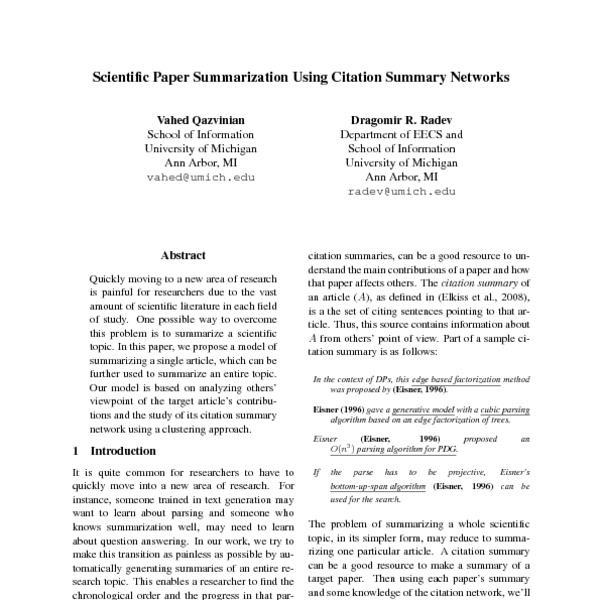 Scientific Paper Summarization Using Citation Summary Networks
Vahed Qazvinian
School of Information
University of Michigan
Ann Arbor, MI
vahed@umich.edu
Dragomir R. Radev
Department of EECS and
School of Information
University of Michigan
Ann Arbor, MI
radev@umich.edu
Abstract
Quickly moving to a new area of research
is painful for researchers due to the vast
amount of scientific literature in each field
of study. One possible way to overcome
this problem is to summarize a scientific
topic. In this paper, we propose a model of
summarizing a single article, which can be
further used to summarize an entire topic.
Our model is based on analyzing others'
viewpoint of the target article's contribu-
tions and the study of its citation summary
network using a clustering approach.
1 Introduction
It is quite common for researchers to have to
quickly move into a new area of research. For
instance, someone trained in text generation may
want to learn about parsing and someone who
knows summarization well, may need to learn
about question answering. In our work, we try to
make this transition as painless as possible by au-
tomatically generating summaries of an entire re-
search topic. This enables a researcher to find the
chronological order and the progress in that par-
citation summaries, can be a good resource to un-
derstand the main contributions of a paper and how
that paper affects others. The citation summary of
an article (A), as defined in (Elkiss et al., 2008),
is a the set of citing sentences pointing to that ar-
ticle. Thus, this source contains information about
A from others' point of view. Part of a sample ci-
tation summary is as follows:
In the context of DPs, this edge based factorization method
was proposed by (Eisner, 1996).
Eisner (1996) gave a generative model with a cubic parsing
algorithm based on an edge factorization of trees.
Eisner (Eisner, 1996) proposed an
O(n³) parsing algorithm for PDG.
If the parse has to be projective, Eisner's
bottom-up-span algorithm (Eisner, 1996) can be
used for the search.
The problem of summarizing a whole scientific
topic, in its simpler form, may reduce to summa-
rizing one particular article. A citation summary
can be a good resource to make a summary of a
target paper. Then using each paper's summary
and some knowledge of the citation network, we'll